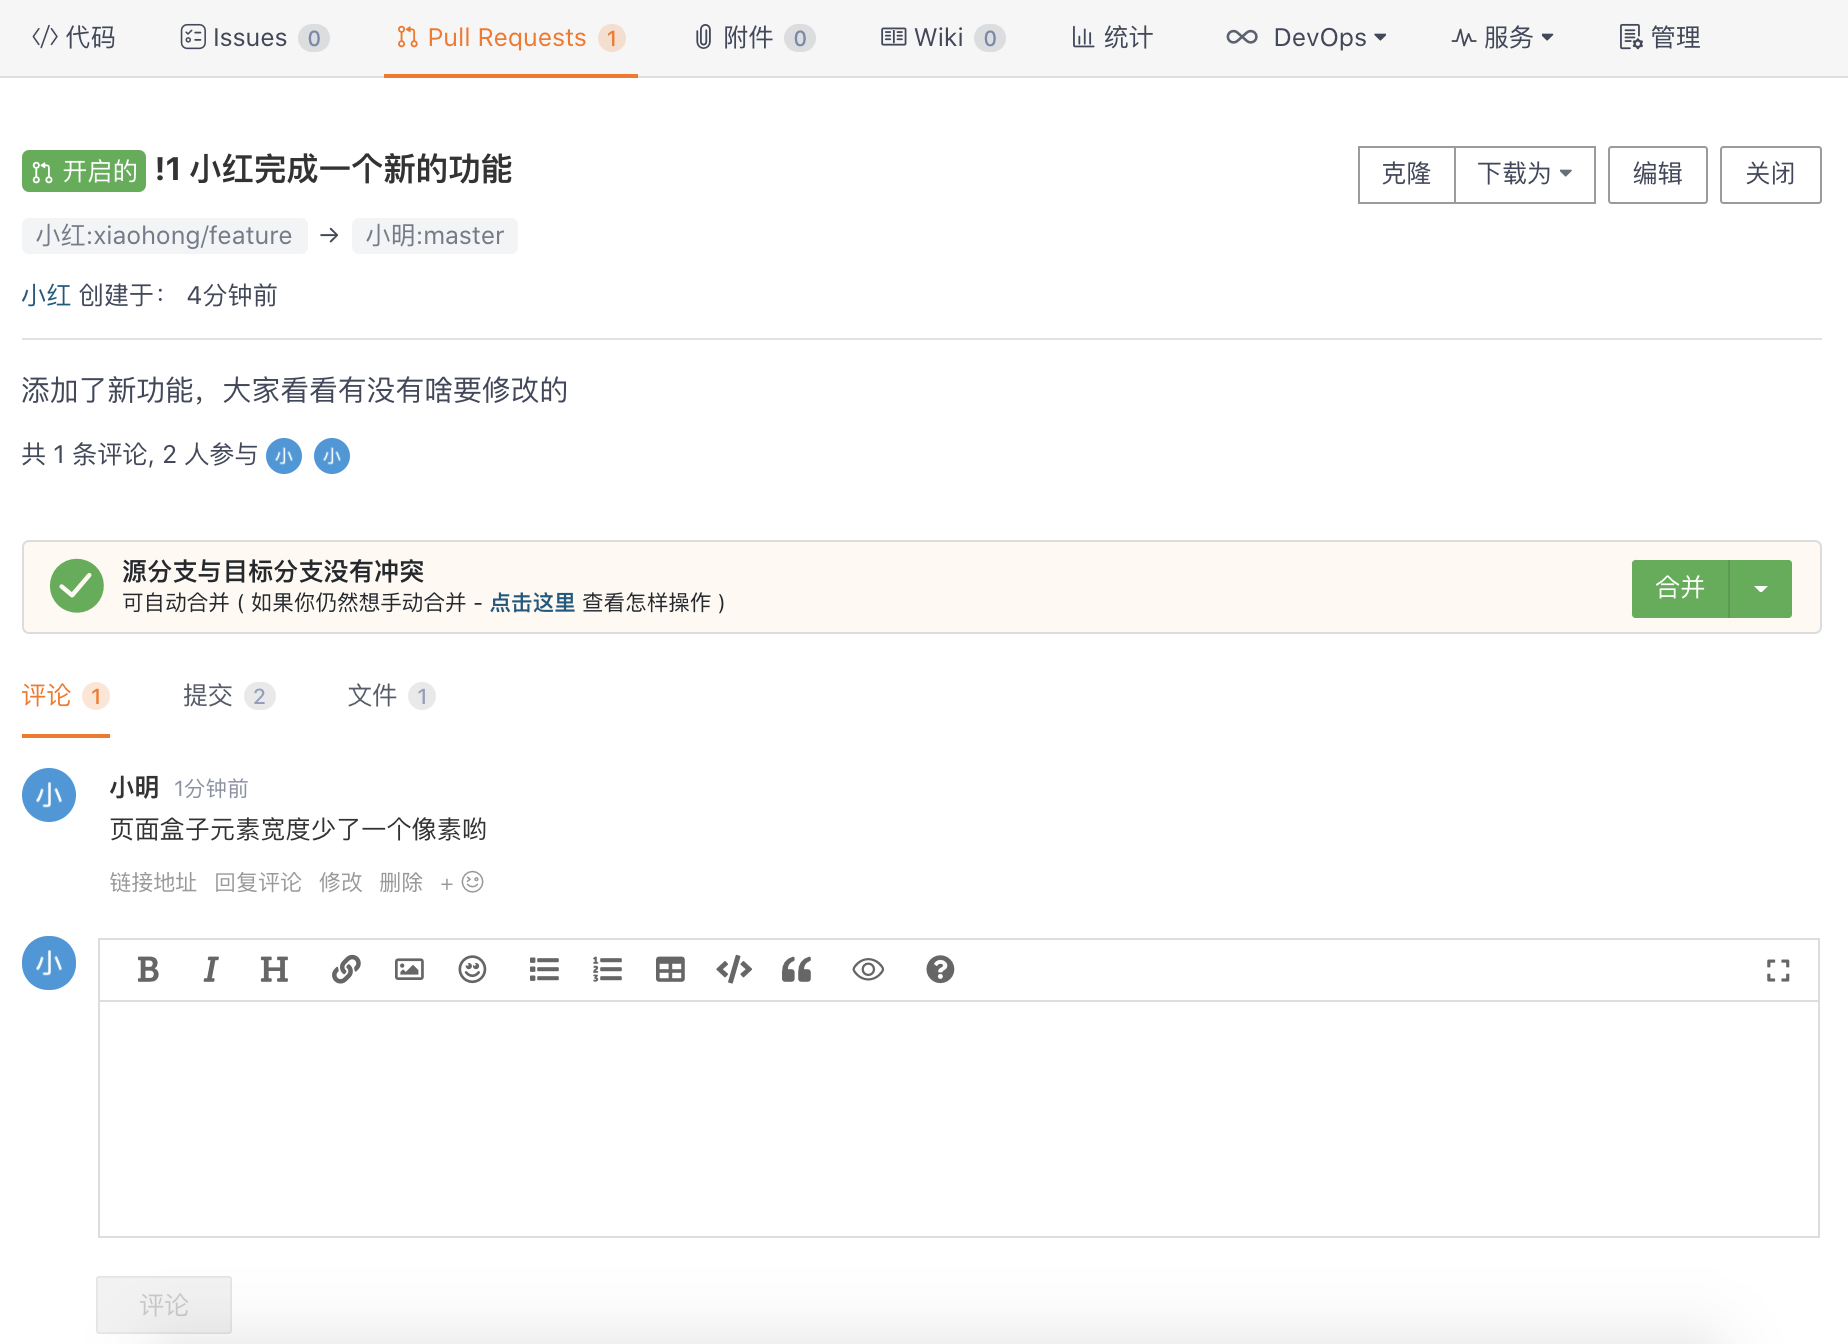 代码 Issues 0 Pull Requests 1 附件 0 Wiki 0 统计 DevOps 服务 管理
开启的 !1 小红完成一个新的功能 克隆 下载为 编辑 关闭
小红:xiaohong/feature → 小明:master
小红 创建于： 4分钟前
添加了新功能，大家看看有没有啥要修改的
共 1 条评论, 2 人参与 小 小
源分支与目标分支没有冲突
可自动合并 ( 如果你仍然想手动合并 - 点击这里 查看怎样操作 )
合并
评论 1 提交 2 文件 1
小 小明 1分钟前
页面盒子元素宽度少了一个像素哟
链接地址 回复评论 修改 删除 +
小
B I H
评论